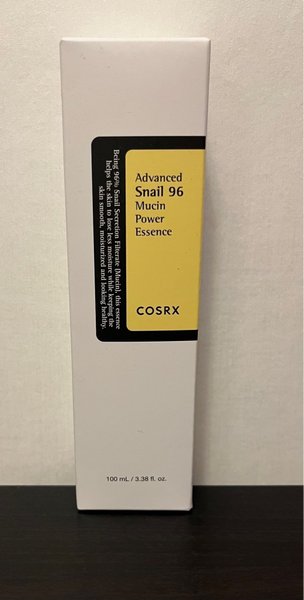 Advanced
Snail 96
Mucin
Power
Essence
COSRX
Being 96% Snail Secretion Filterate (Mucin), this essence
helps the skin to lose less moisture while keeping the
skin smooth, moisturized and looking healthy.
100 mL / 3.38 fl. oz.